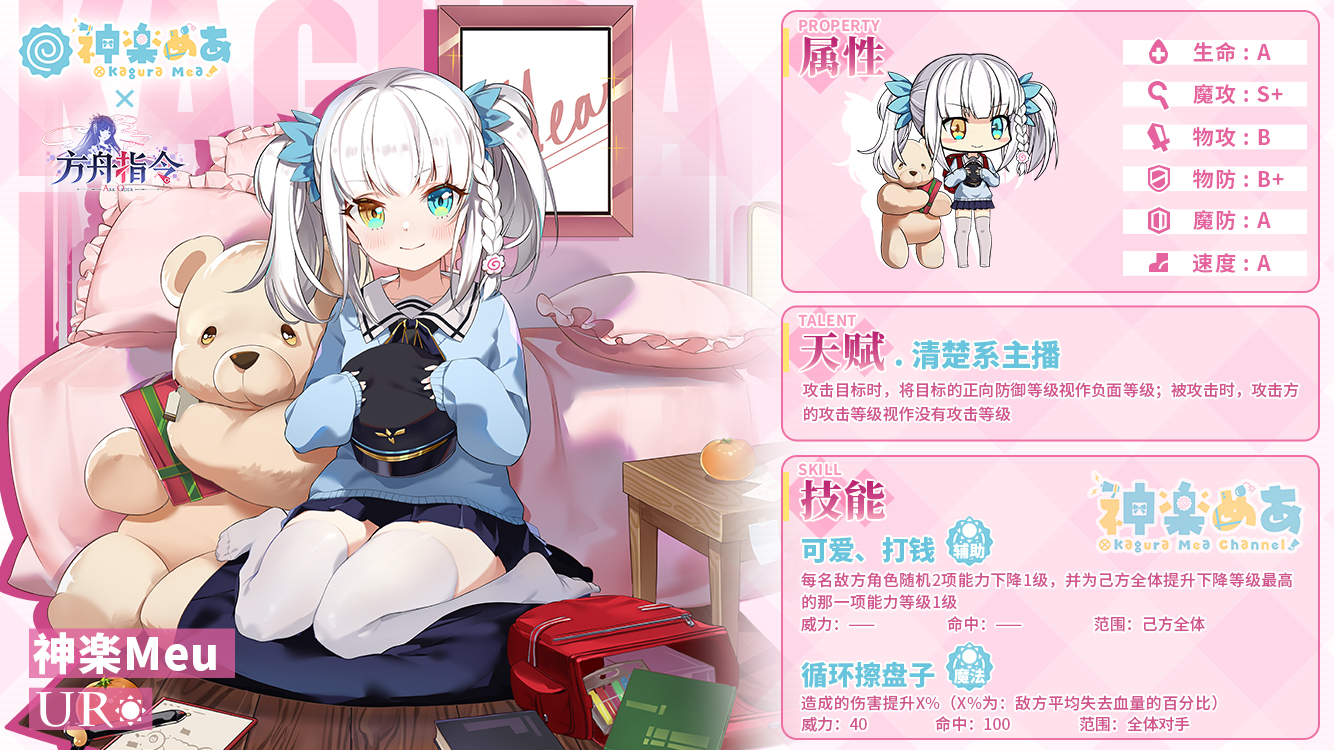 KAGURA
神楽めあ
Kagura Mea
×
方舟指令
Ark Order
Mea
神楽Meu
UR
PROPERTY
属性
生命：A
魔攻：S+
物攻：B
物防：B+
魔防：A
速度：A
TALENT
天赋.清楚系主播
攻击目标时，将目标的正向防御等级视作负面等级；被攻击时，攻击方
的攻击等级视作没有攻击等级
SKILL
技能
神楽めあ
Kagura Mea Channel
可爱、打钱 辅助
每名敌方角色随机2项能力下降1级，并为己方全体提升下降等级最高
的那一项能力等级1级
威力：—— 命中：—— 范围：己方全体
循环擦盘子 魔法
造成的伤害提升X%（X%为：敌方平均失去血量的百分比）
威力：40 命中：100 范围：全体对手